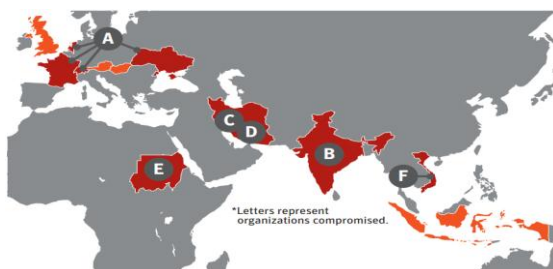 A
C
D
B
E
F
*Letters represent
organizations compromised.